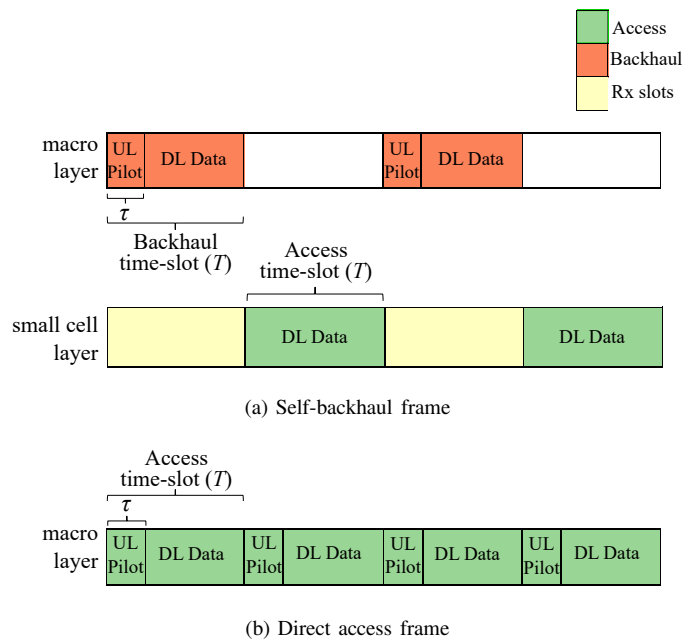 Access
Backhaul
Rx slots
macro
layer
UL
Pilot
DL Data
UL
Pilot
DL Data
τ
Backhaul
time-slot (T)
Access
time-slot (T)
small cell
layer
DL Data
DL Data
(a) Self-backhaul frame
Access
time-slot (T)
τ
macro
layer
UL
Pilot
DL Data
UL
Pilot
DL Data
UL
Pilot
DL Data
UL
Pilot
DL Data
(b) Direct access frame